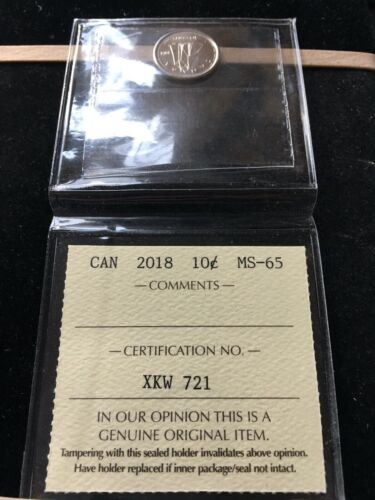 CAN 2018 10¢ MS-65
— COMMENTS —
— CERTIFICATION NO. —
XKW 721
IN OUR OPINION THIS IS A
GENUINE ORIGINAL ITEM.
Tampering with this sealed holder invalidates above opinion.
Have holder replaced if inner package/seal not intact.